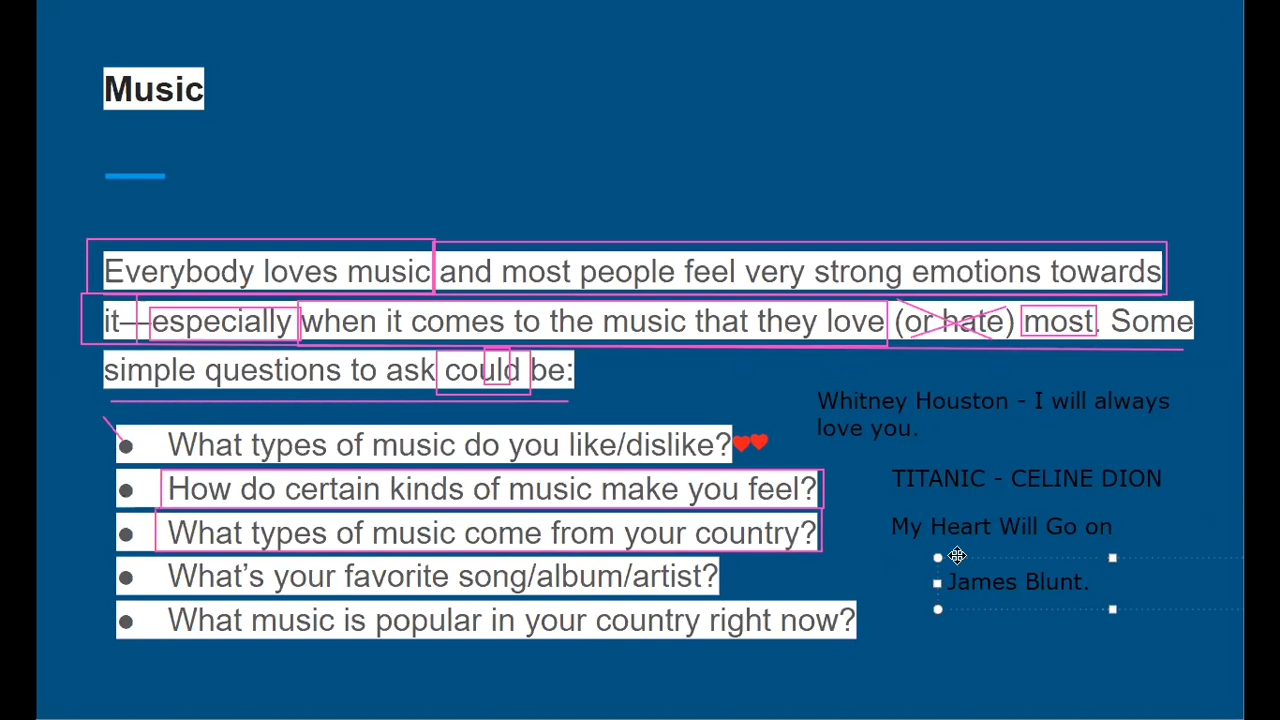 Music
Everybody loves music and most people feel very strong emotions towards
it—especially when it comes to the music that they love (or hate) most. Some
simple questions to ask could be:
● What types of music do you like/dislike?
● How do certain kinds of music make you feel?
● What types of music come from your country?
● What’s your favorite song/album/artist?
● What music is popular in your country right now?
Whitney Houston - I will always
love you.
TITANIC - CELINE DION
My Heart Will Go on
James Blunt.